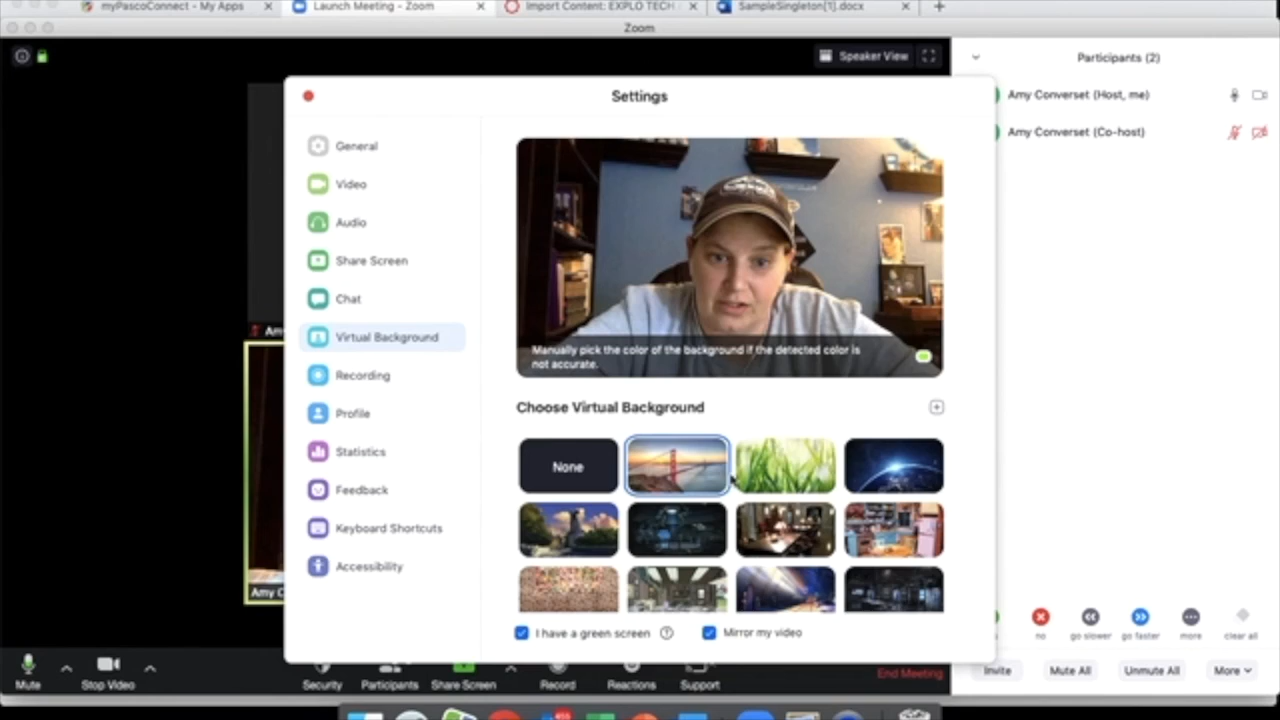 myPascoConnect - My Apps
Launch Meeting - Zoom
Import Content: EXPLO TECH
SampleSingleton[1].docx
Zoom
Speaker View
Participants (2)
Amy Converset (Host, me)
Amy Converset (Co-host)
Settings
General
Video
Audio
Share Screen
Chat
Virtual Background
Recording
Profile
Statistics
Feedback
Keyboard Shortcuts
Accessibility
Manually pick the color of the background if the detected color is
not accurate.
Choose Virtual Background
None
I have a green screen
Mirror my video
Amy C
no
go slower
go faster
more
clear all
Mute
Stop Video
Security
Participants
Share Screen
Record
Reactions
Support
End Meeting
Invite
Mute All
Unmute All
More